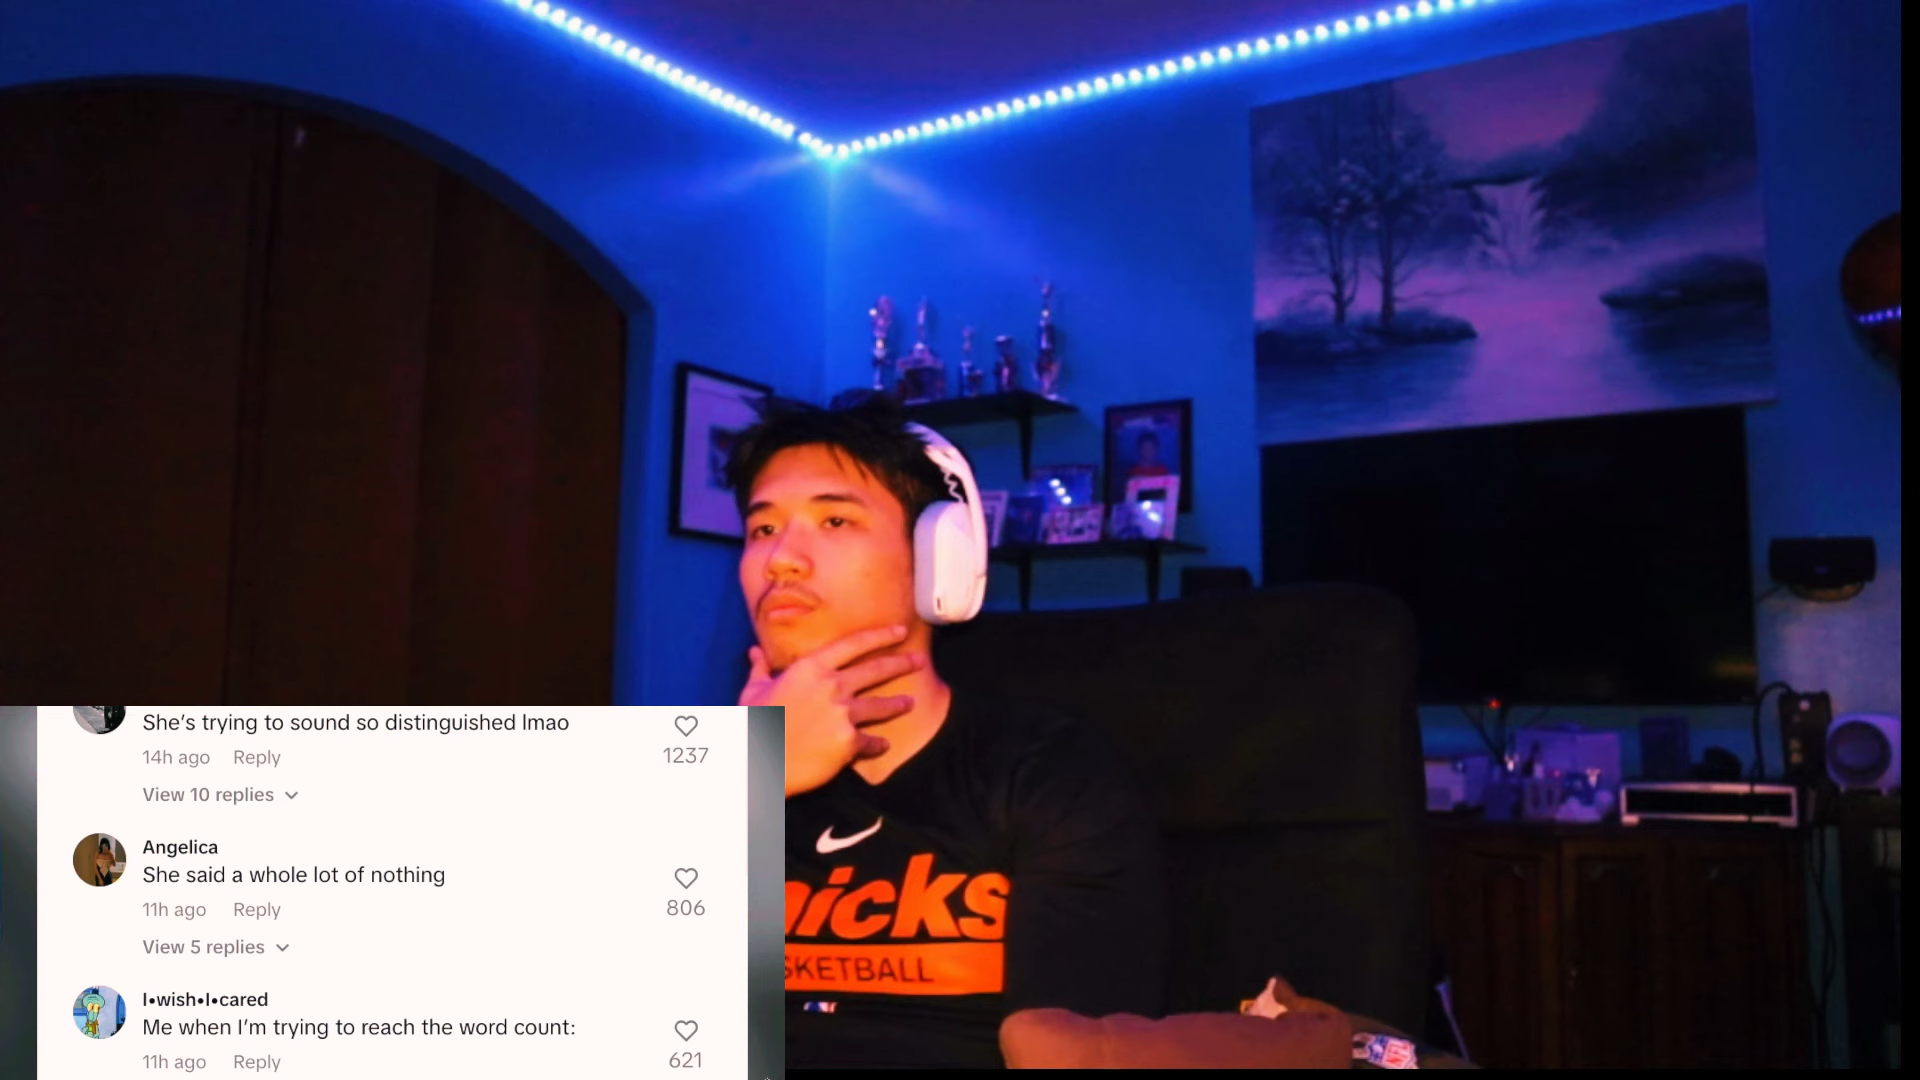 She's trying to sound so distinguished lmao
1237
14h ago Reply
View 10 replies
Angelica
She said a whole lot of nothing
806
11h ago Reply
View 5 replies
I•wish•I•cared
Me when I'm trying to reach the word count:
621
11h ago Reply
nicks
SKETBALL